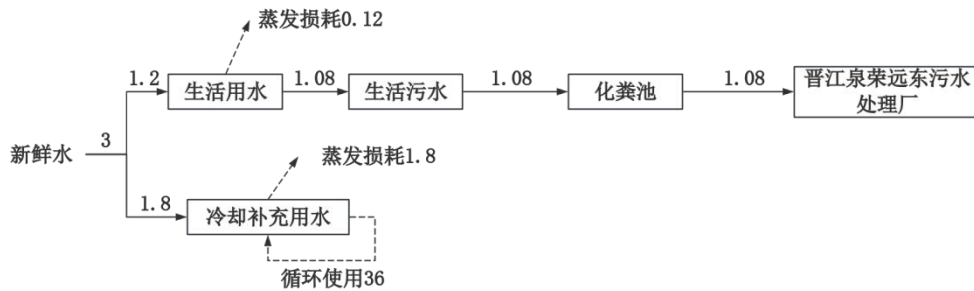 蒸发损耗0.12
1.2
生活用水
1.08
生活污水
1.08
化粪池
1.08
晋江泉荣远东污水
处理厂
新鲜水
3
蒸发损耗1.8
1.8
冷却补充用水
循环使用36